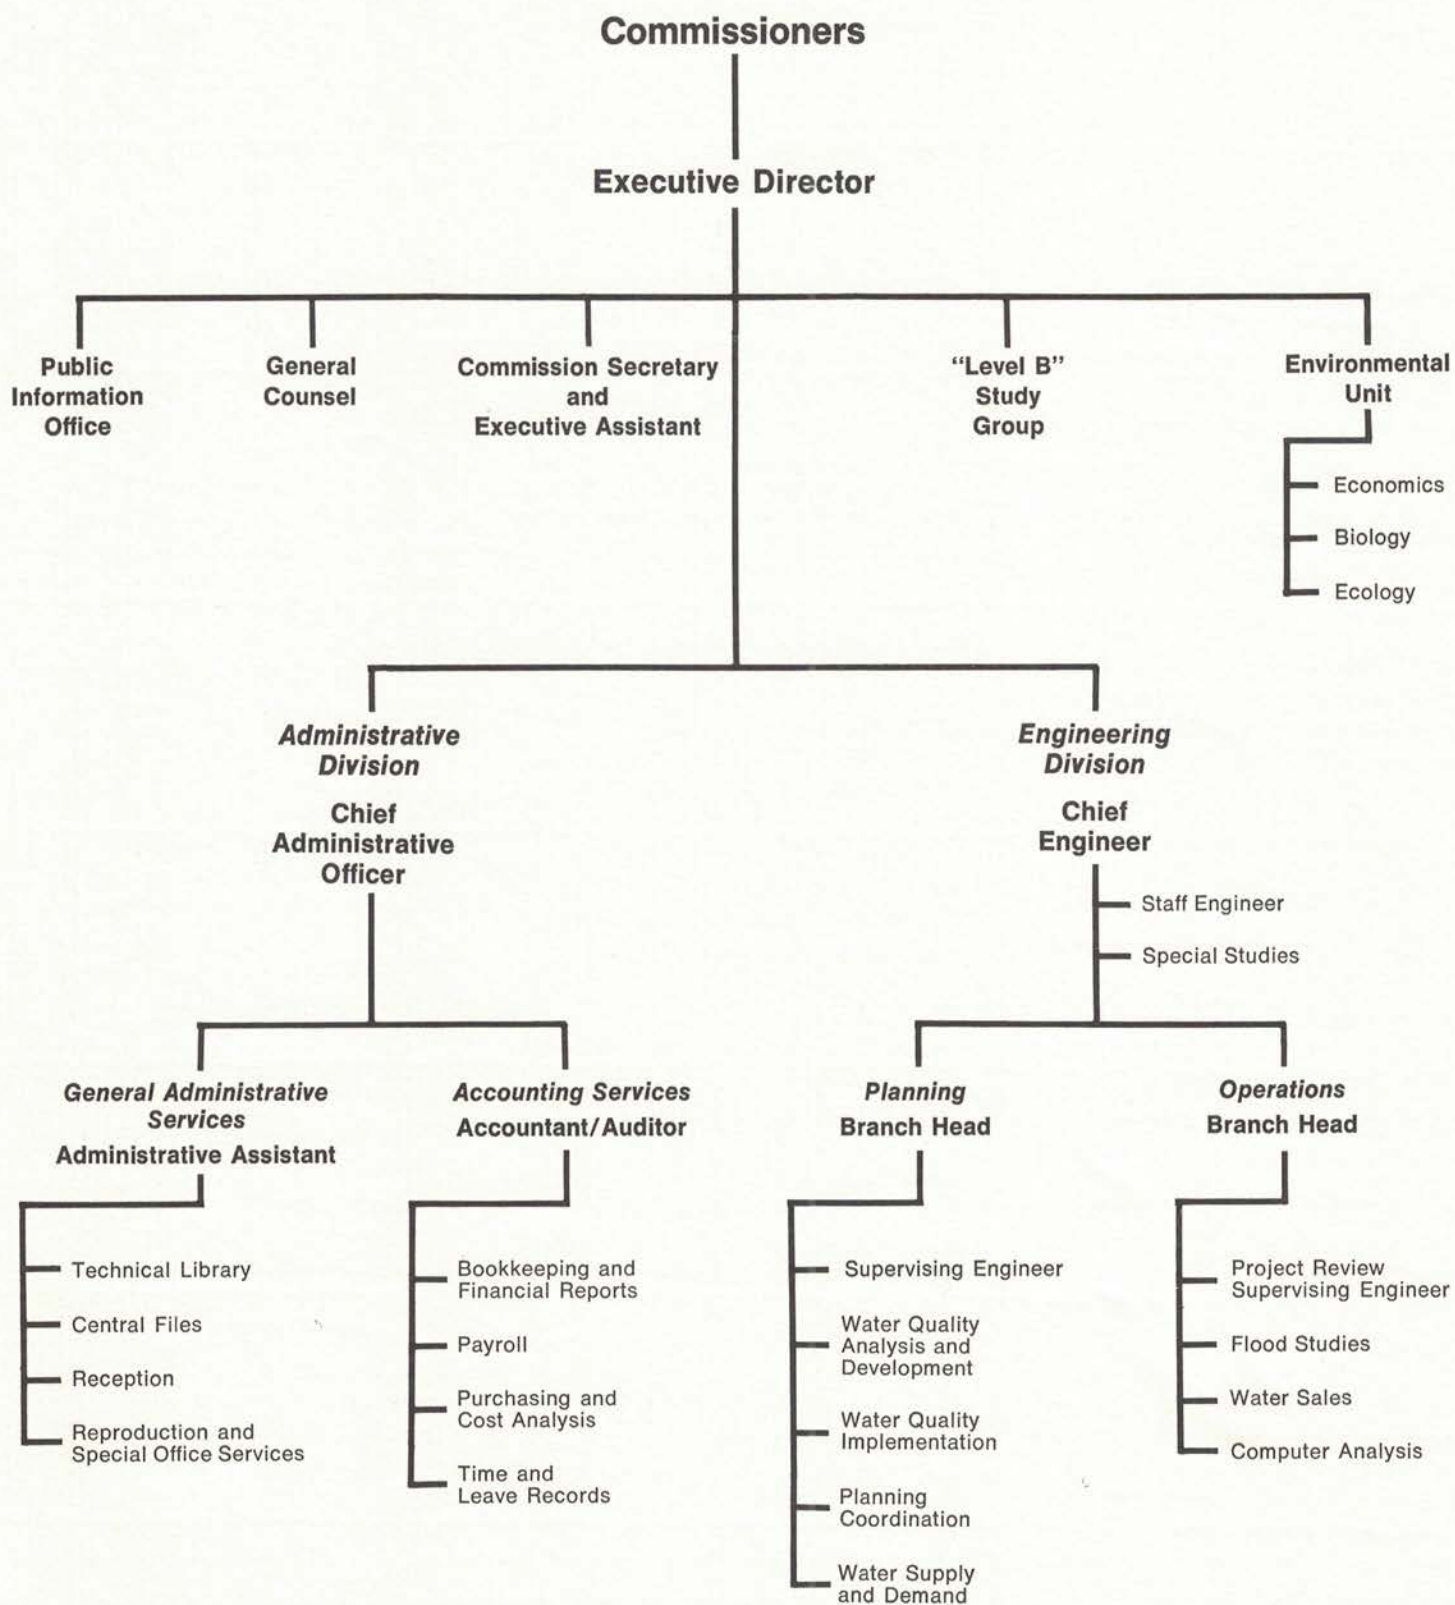 Commissioners
Executive Director
Public
Information
Office
General
Counsel
Commission Secretary
and
Executive Assistant
“Level B”
Study
Group
Environmental
Unit
Economics
Biology
Ecology
Administrative
Division
Chief
Administrative
Officer
Engineering
Division
Chief
Engineer
Staff Engineer
Special Studies
General Administrative
Services
Administrative Assistant
Technical Library
Central Files
Reception
Reproduction and
Special Office Services
Accounting Services
Accountant/Auditor
Bookkeeping and
Financial Reports
Payroll
Purchasing and
Cost Analysis
Time and
Leave Records
Planning
Branch Head
Supervising Engineer
Water Quality
Analysis and
Development
Water Quality
Implementation
Planning
Coordination
Water Supply
and Demand
Operations
Branch Head
Project Review
Supervising Engineer
Flood Studies
Water Sales
Computer Analysis